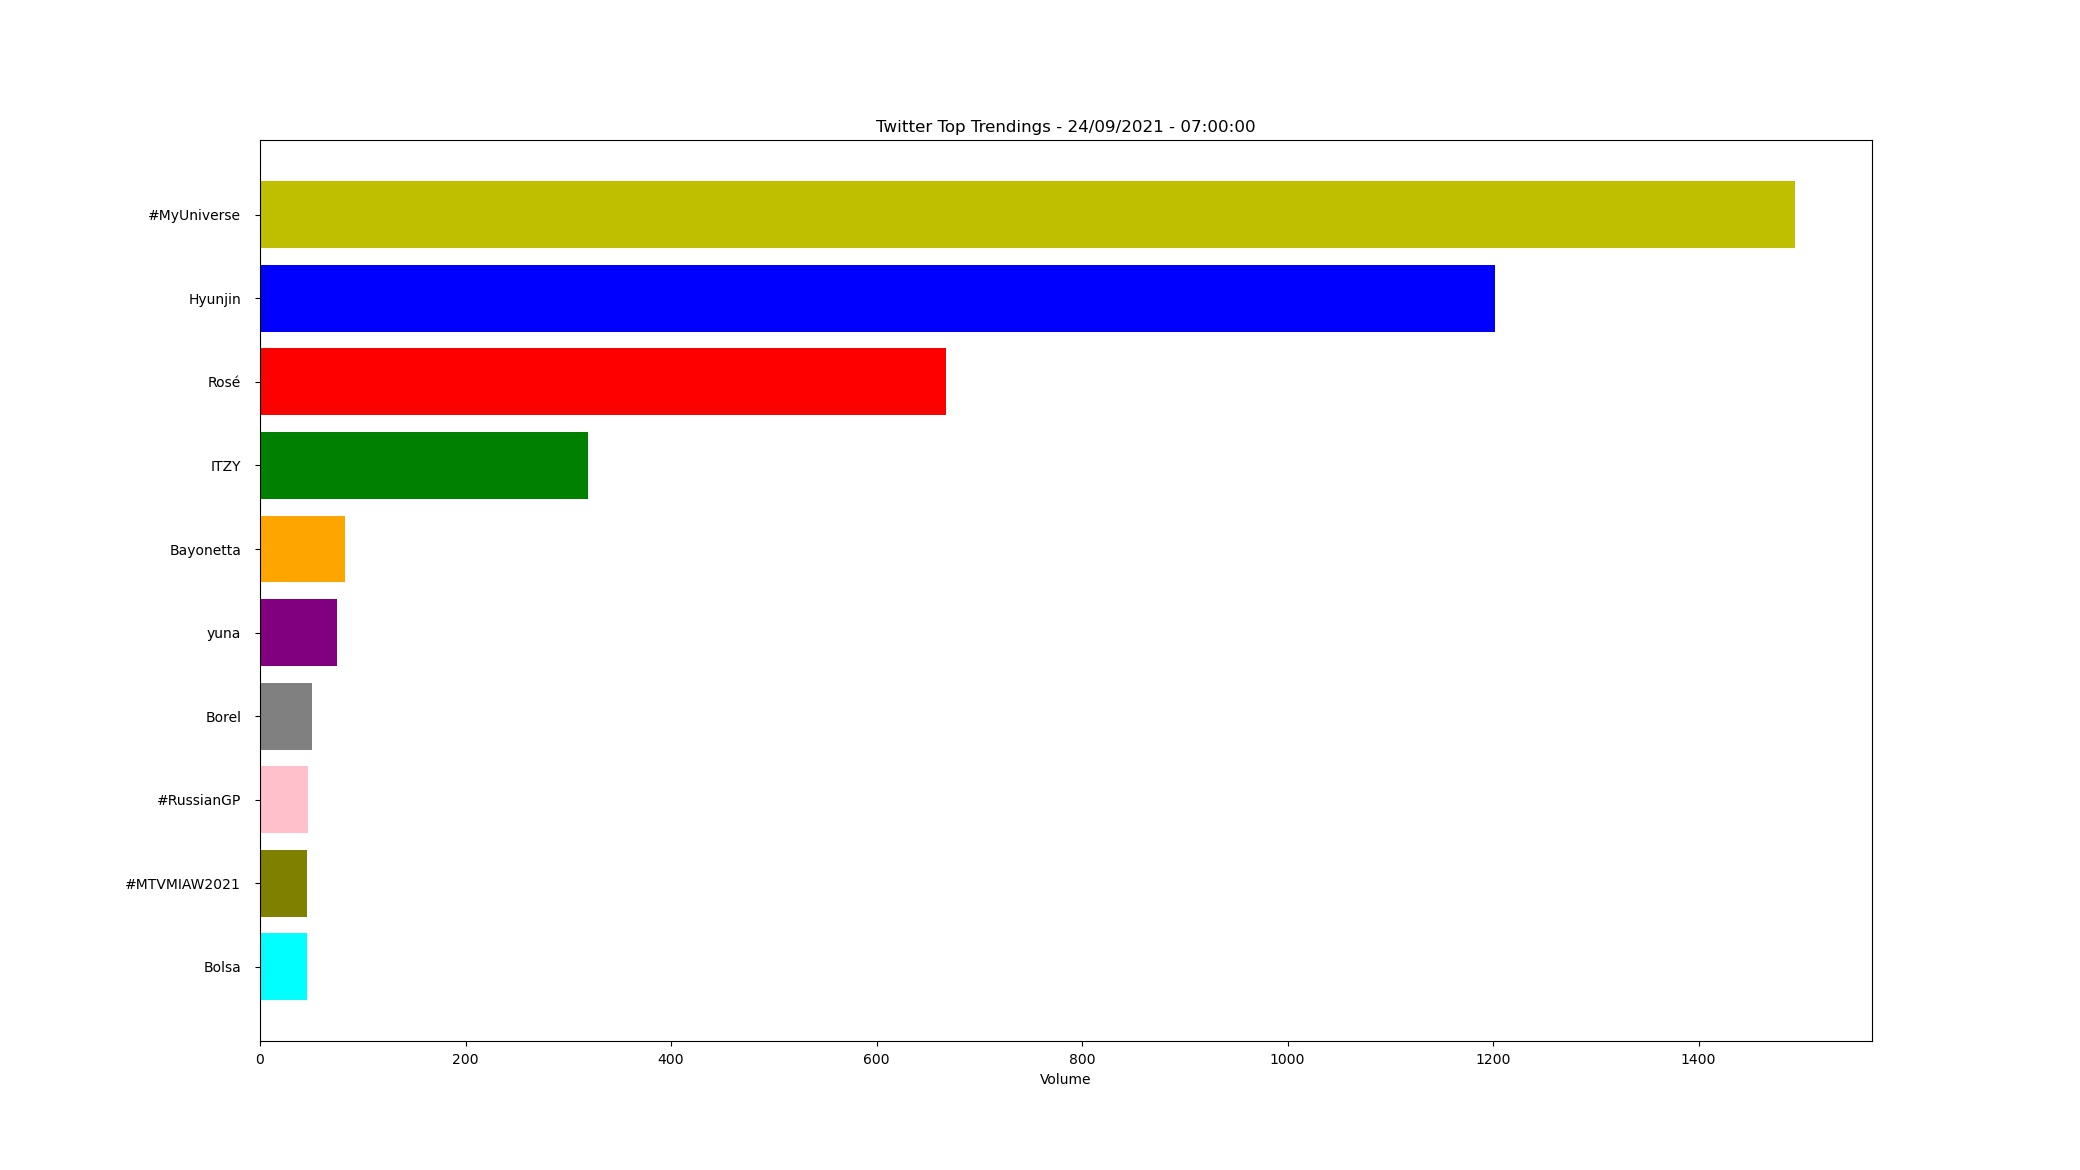 Twitter Top Trendings - 24/09/2021 - 07:00:00
#MyUniverse
Hyunjin
Rosé
ITZY
Bayonetta
yuna
Borel
#RussianGP
#MTVMIAW2021
Bolsa
0 200 400 600 800 1000 1200 1400
Volume